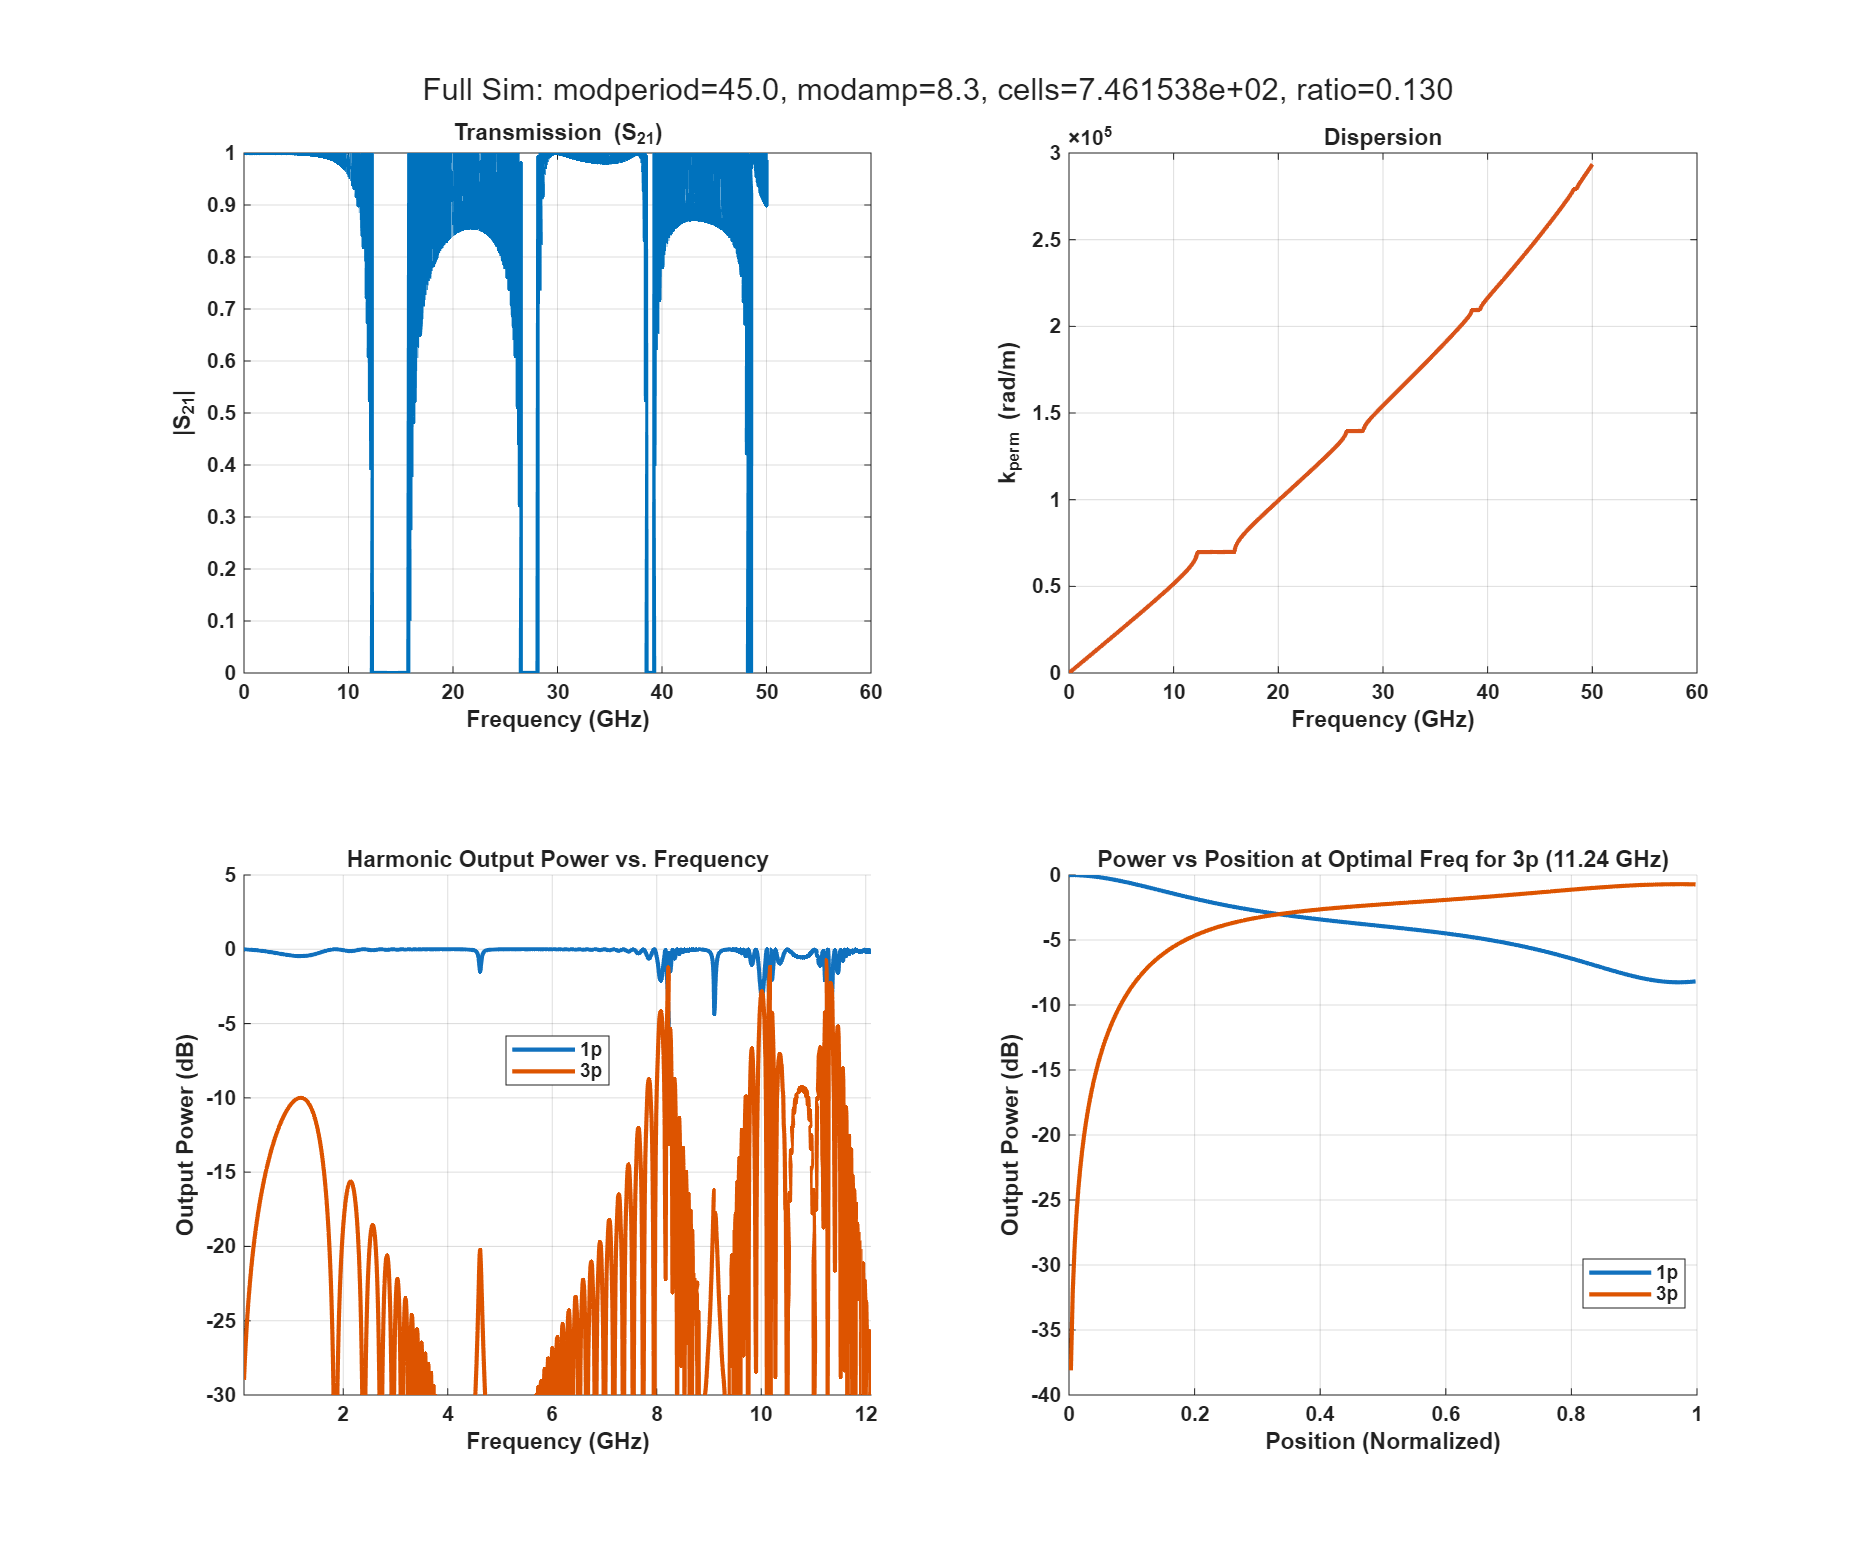 Full Sim: modperiod=45.0, modamp=8.3, cells=7.461538e+02, ratio=0.130
Transmission (S21)
1
0.9
0.8
0.7
0.6
0.5
0.4
0.3
0.2
0.1
0
|S21|
0 10 20 30 40 50 60
Frequency (GHz)
×10^5
Dispersion
3
2.5
2
1.5
1
0.5
0
kperm (rad/m)
0 10 20 30 40 50 60
Frequency (GHz)
Harmonic Output Power vs. Frequency
5
0
-5
-10
-15
-20
-25
-30
Output Power (dB)
1p
3p
2 4 6 8 10 12
Frequency (GHz)
Power vs Position at Optimal Freq for 3p (11.24 GHz)
0
-5
-10
-15
-20
-25
-30
-35
-40
Output Power (dB)
1p
3p
0 0.2 0.4 0.6 0.8 1
Position (Normalized)